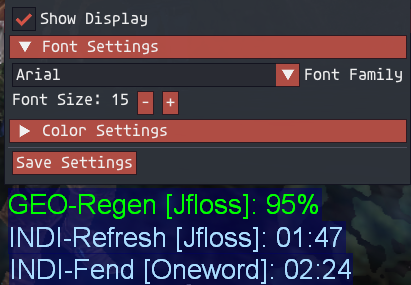 Show Display
Font Settings
Arial Font Family
Font Size: 15 - +
Color Settings
Save Settings
GEO-Regen [Jfloss]: 95%
INDI-Refresh [Jfloss]: 01:47
INDI-Fend [Oneword]: 02:24